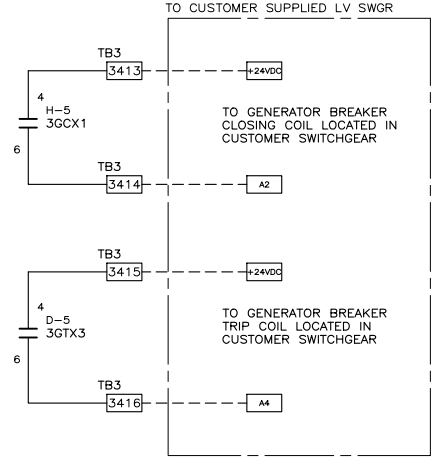 TO CUSTOMER SUPPLIED LV SWGR
TB3
3413
+24VDC
4
H-5
3GCX1
6
TO GENERATOR BREAKER
CLOSING COIL LOCATED IN
CUSTOMER SWITCHGEAR
TB3
3414
A2
TB3
3415
+24VDC
4
D-5
3GTX3
6
TO GENERATOR BREAKER
TRIP COIL LOCATED IN
CUSTOMER SWITCHGEAR
TB3
3416
A4